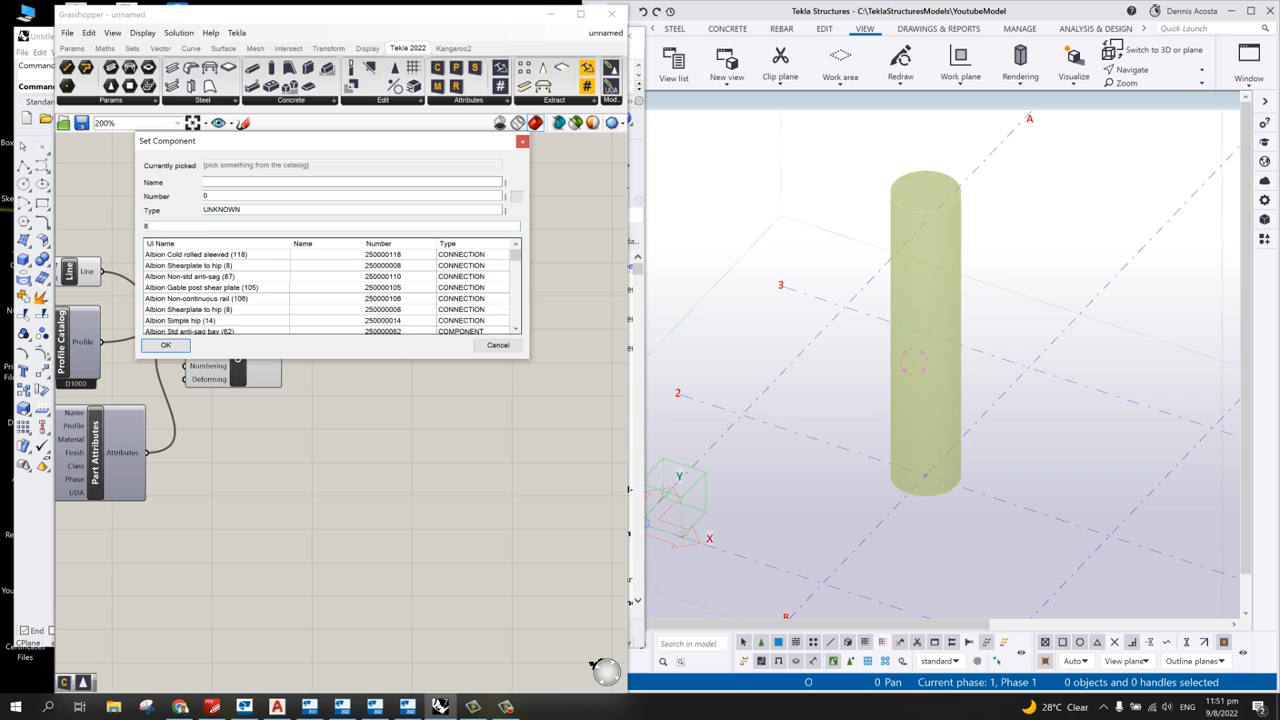 Grasshopper - unnamed
File Edit View Display Solution Help Tekla
unnamed
Params Maths Sets Vector Curve Surface Mesh Intersect Transform Display Tekla 2022 Kangaroo2
Params Steel Concrete Edit Attributes Extract Mod...
200%
Set Component
Currently picked [pick something from the catalog]
Name
Number 0
Type UNKNOWN
8
UI Name Name Number Type
Albion Cold rolled sleeved (118) 250000118 CONNECTION
Albion Shearplate to hip (8) 250000008 CONNECTION
Albion Non-std anti-sag (87) 250000110 CONNECTION
Albion Gable post shear plate (105) 250000105 CONNECTION
Albion Non-continuous rail (106) 250000106 CONNECTION
Albion Shearplate to hip (8) 250000008 CONNECTION
Albion Simple hip (14) 250000014 CONNECTION
Albion Std anti-sag bay (62) 250000062 COMPONENT
OK Cancel
Line Line
Profile Catalog Profile
D1000
Numbering
Deforming
Name
Profile
Material
Finish
Class
Phase
UDA
Part Attributes
Attributes
File Edit
Command
Standard
End
CPlane
Files
Tekla Structures - C:\TeklaStructuresModels\YoutubeModel
Dennis Acosta
STEEL CONCRETE REBAR VIEW DRAWINGS & REPORTS MANAGE ANALYSIS
View list New view Clip plane Work area Redraw Work plane Rendering Visualize
Switch to 3D or plane
Navigate
Zoom
Window
A
3
2
B
Y
X
Search in model
standard Auto View plane Outline planes
O 0 Pan Current phase: 1, Phase 1 0 objects and 0 handles selected
28°C
11:51 pm
9/8/2022